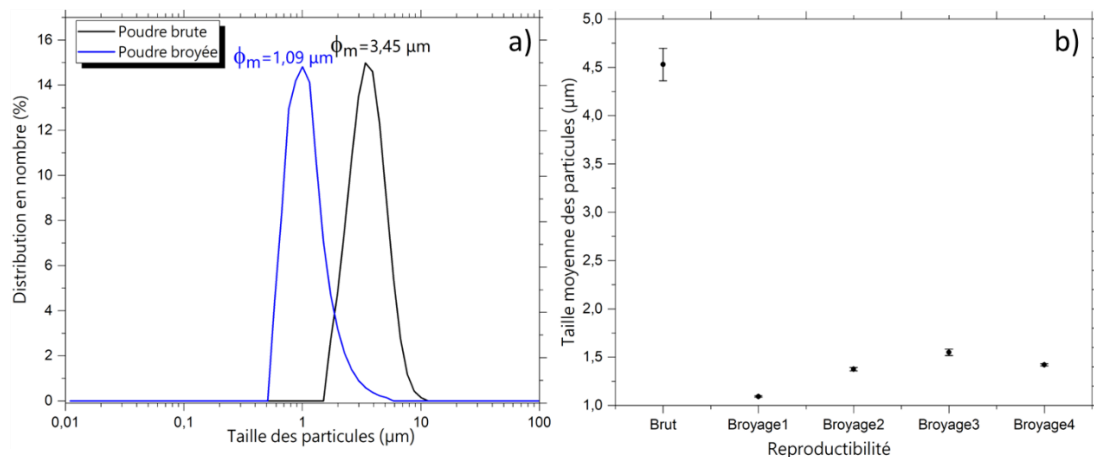 Poudre brute
Poudre broyée
a)
ϕm=1,09 µm
ϕm=3,45 µm
16
14
12
10
8
6
4
2
0
Distribution en nombre (%)
0,01
0,1
1
10
100
Taille des particules (µm)
b)
5,0
4,5
4,0
3,5
3,0
2,5
2,0
1,5
1,0
Taille moyenne des particules (µm)
Brut
Broyage1
Broyage2
Broyage3
Broyage4
Reproductibilité